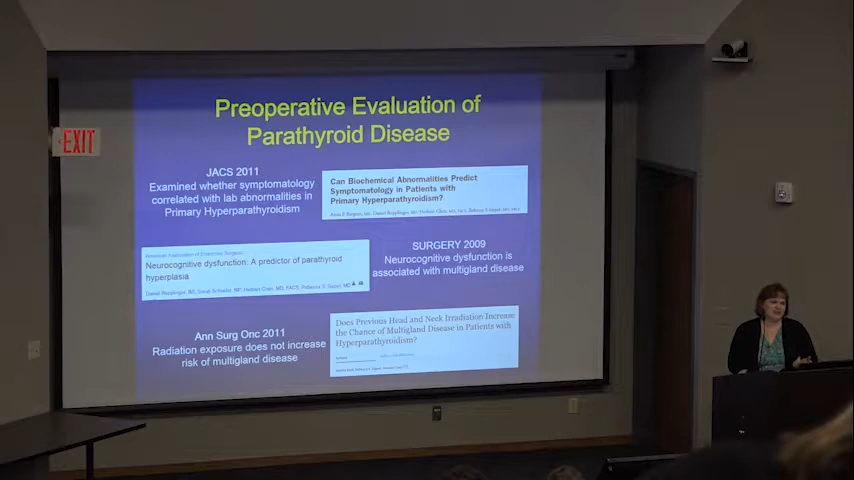 Preoperative Evaluation of
Parathyroid Disease
EXIT
JACS 2011
Examined whether symptomatology
correlated with lab abnormalities in
Primary Hyperparathyroidism
Can Biochemical Abnormalities Predict
Symptomatology in Patients with
Primary Hyperparathyroidism?
American Association of Endocrine Surgeons
Neurocognitive dysfunction: A predictor of parathyroid
hyperplasia
SURGERY 2009
Neurocognitive dysfunction is
associated with multigland disease
Ann Surg Onc 2011
Radiation exposure does not increase
risk of multigland disease
Does Previous Head and Neck Irradiation Increase
the Chance of Multigland Disease in Patients with
Hyperparathyroidism?